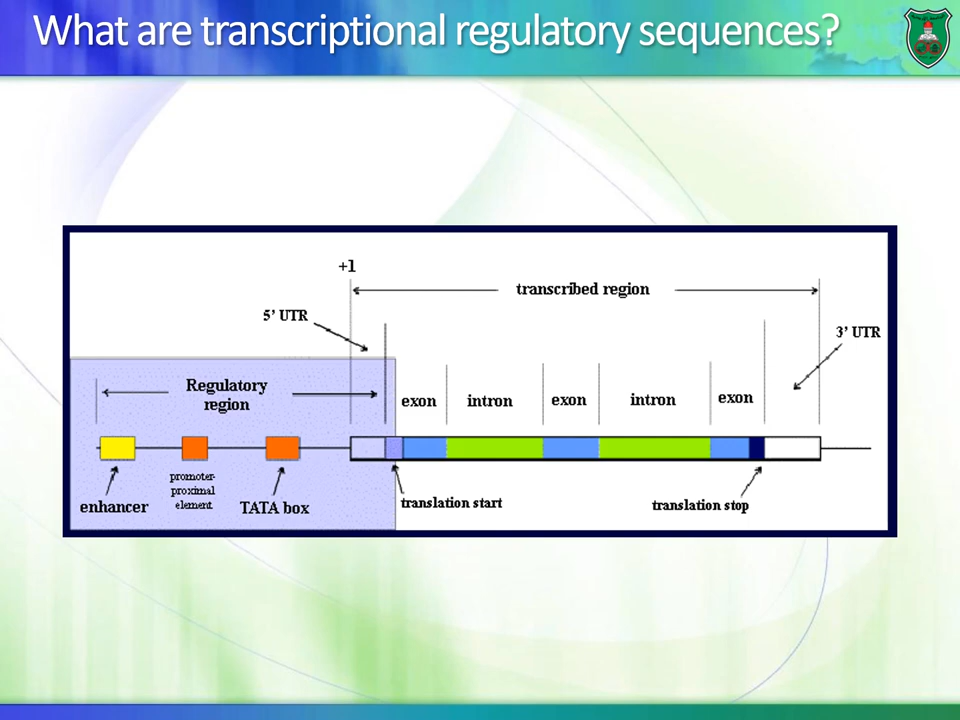 What are transcriptional regulatory sequences?
+1
transcribed region
5' UTR
3' UTR
Regulatory
region
exon
intron
exon
intron
exon
promoter-
proximal
element
enhancer
TATA box
translation start
translation stop